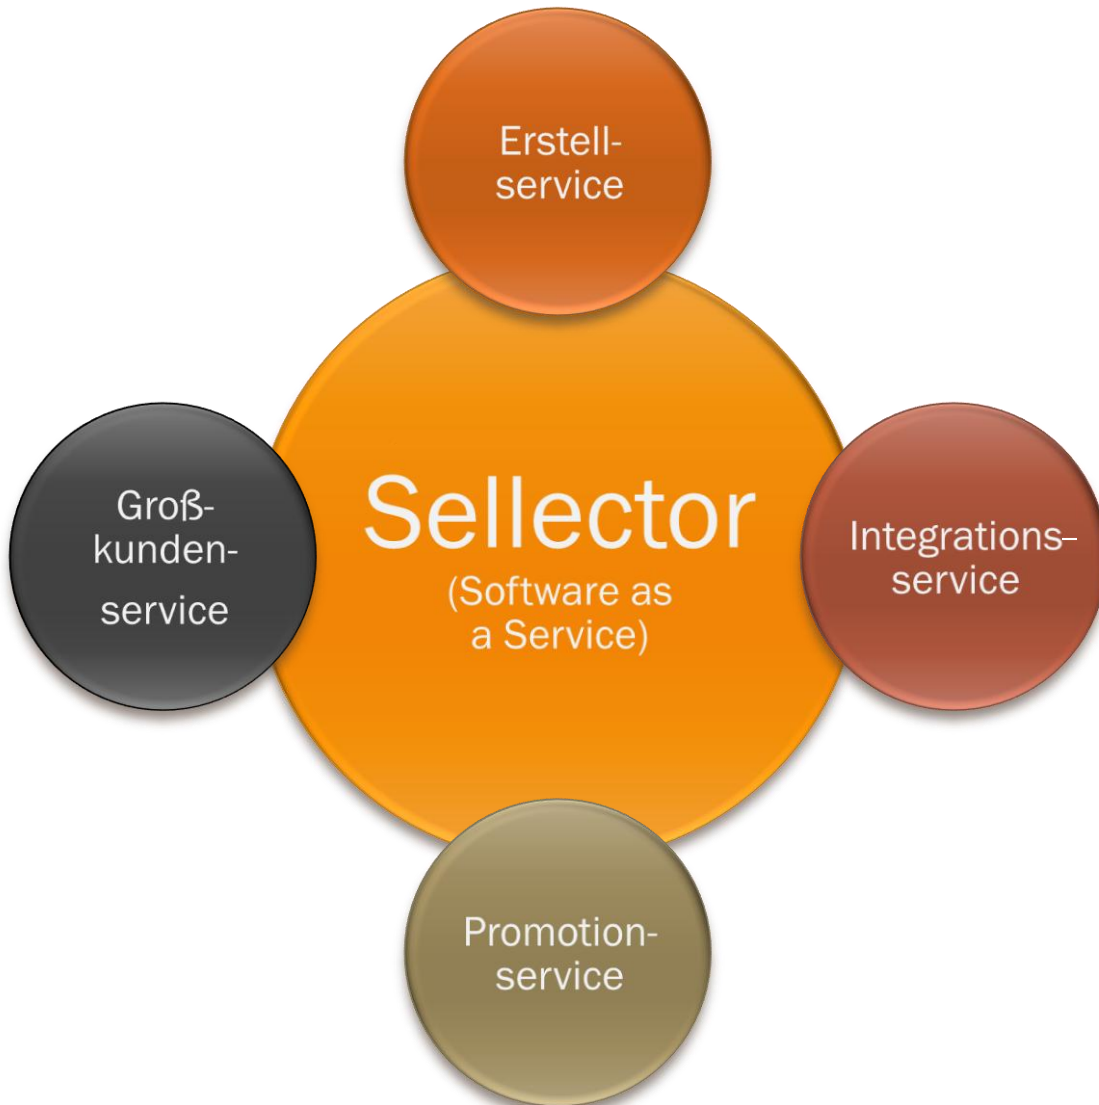 Erstell-
service
Groß-
kunden-
service
Sellector
(Software as
a Service)
Integrations-
service
Promotion-
service